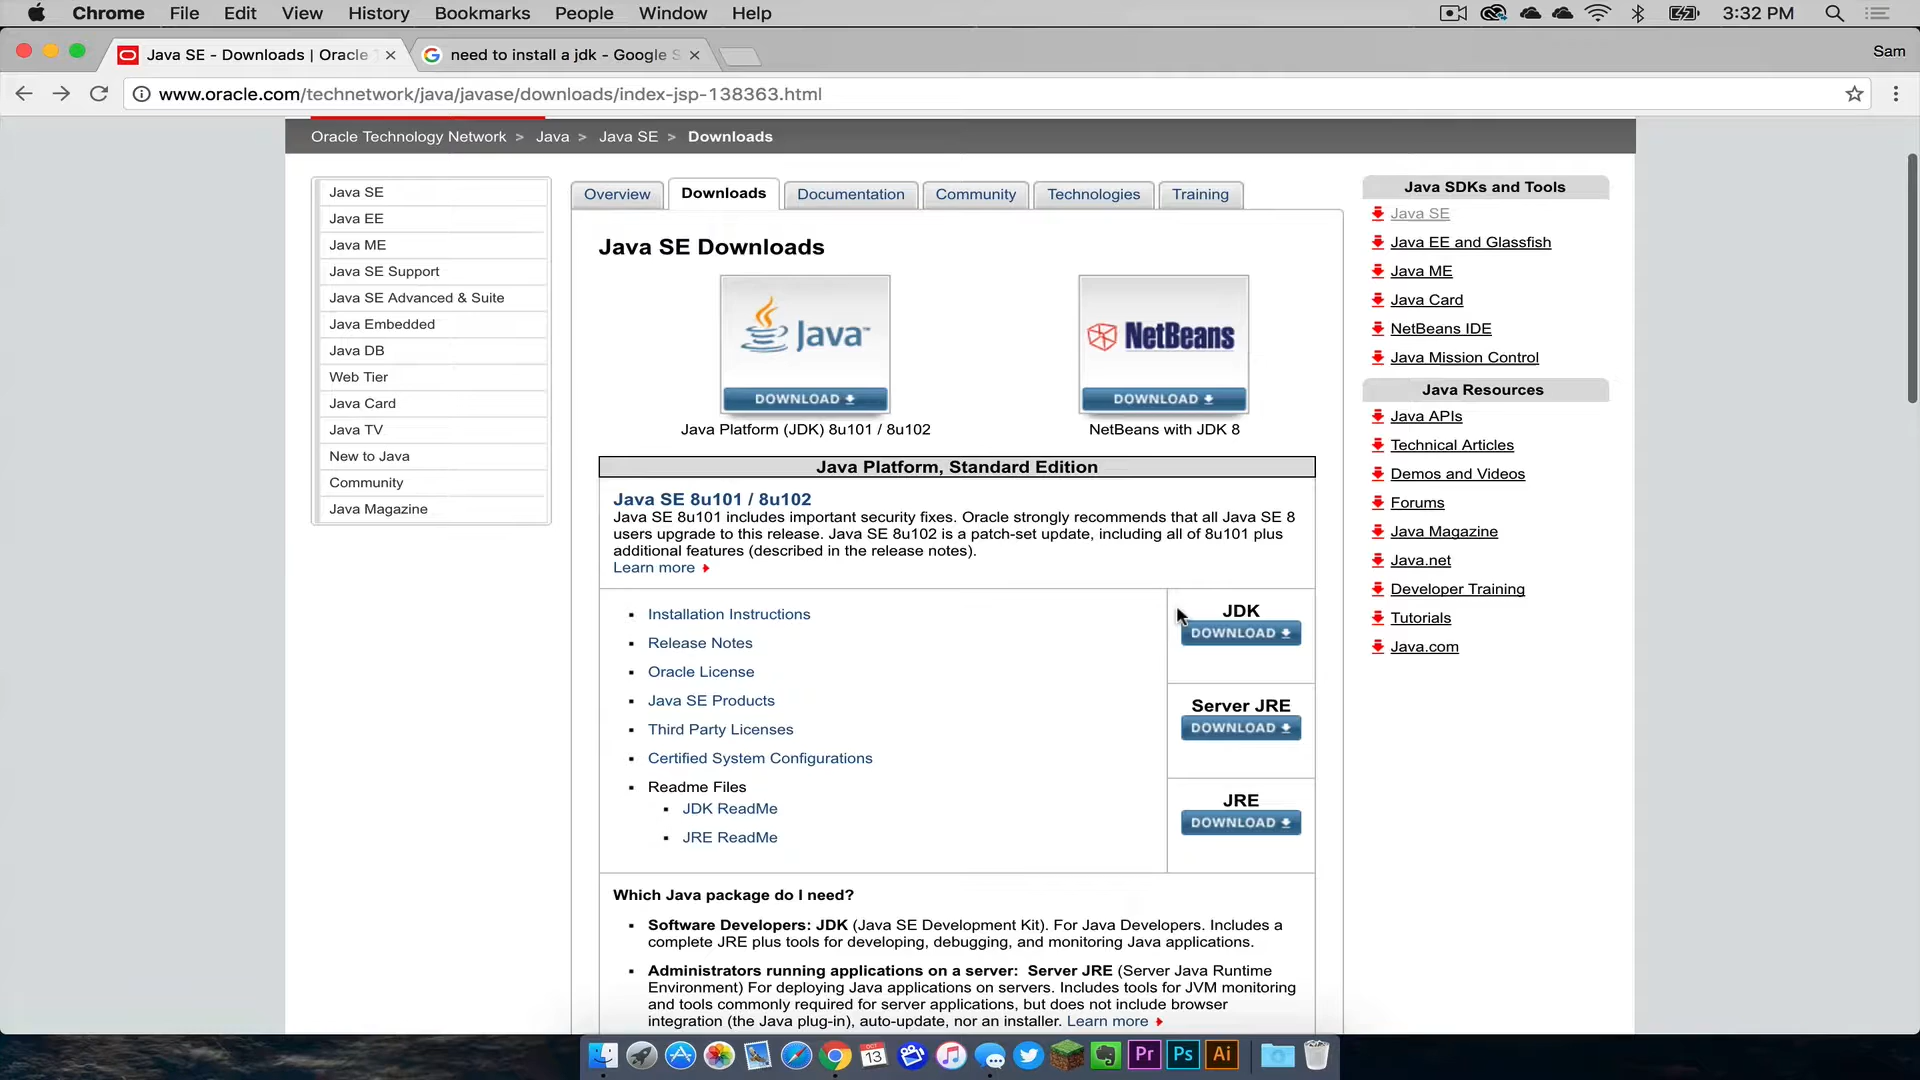 Chrome File Edit View History Bookmarks People Window Help 3:32 PM
Java SE - Downloads | Oracle need to install a jdk - Google S Sam
www.oracle.com/technetwork/java/javase/downloads/index-jsp-138363.html
Oracle Technology Network > Java > Java SE > Downloads
Java SE
Java EE
Java ME
Java SE Support
Java SE Advanced & Suite
Java Embedded
Java DB
Web Tier
Java Card
Java TV
New to Java
Community
Java Magazine
Overview Downloads Documentation Community Technologies Training
Java SE Downloads
Java™ NetBeans
DOWNLOAD DOWNLOAD
Java Platform (JDK) 8u101 / 8u102 NetBeans with JDK 8
Java Platform, Standard Edition
Java SE 8u101 / 8u102
Java SE 8u101 includes important security fixes. Oracle strongly recommends that all Java SE 8
users upgrade to this release. Java SE 8u102 is a patch-set update, including all of 8u101 plus
additional features (described in the release notes).
Learn more
Installation Instructions
Release Notes
Oracle License
Java SE Products
Third Party Licenses
Certified System Configurations
Readme Files
JDK ReadMe
JRE ReadMe
JDK
DOWNLOAD
Server JRE
DOWNLOAD
JRE
DOWNLOAD
Which Java package do I need?
Software Developers: JDK (Java SE Development Kit). For Java Developers. Includes a
complete JRE plus tools for developing, debugging, and monitoring Java applications.
Administrators running applications on a server: Server JRE (Server Java Runtime
Environment) For deploying Java applications on servers. Includes tools for JVM monitoring
and tools commonly required for server applications, but does not include browser
integration (the Java plug-in), auto-update, nor an installer. Learn more
Java SDKs and Tools
Java SE
Java EE and Glassfish
Java ME
Java Card
NetBeans IDE
Java Mission Control
Java Resources
Java APIs
Technical Articles
Demos and Videos
Forums
Java Magazine
Java.net
Developer Training
Tutorials
Java.com
OCT
13
Pr Ps Ai